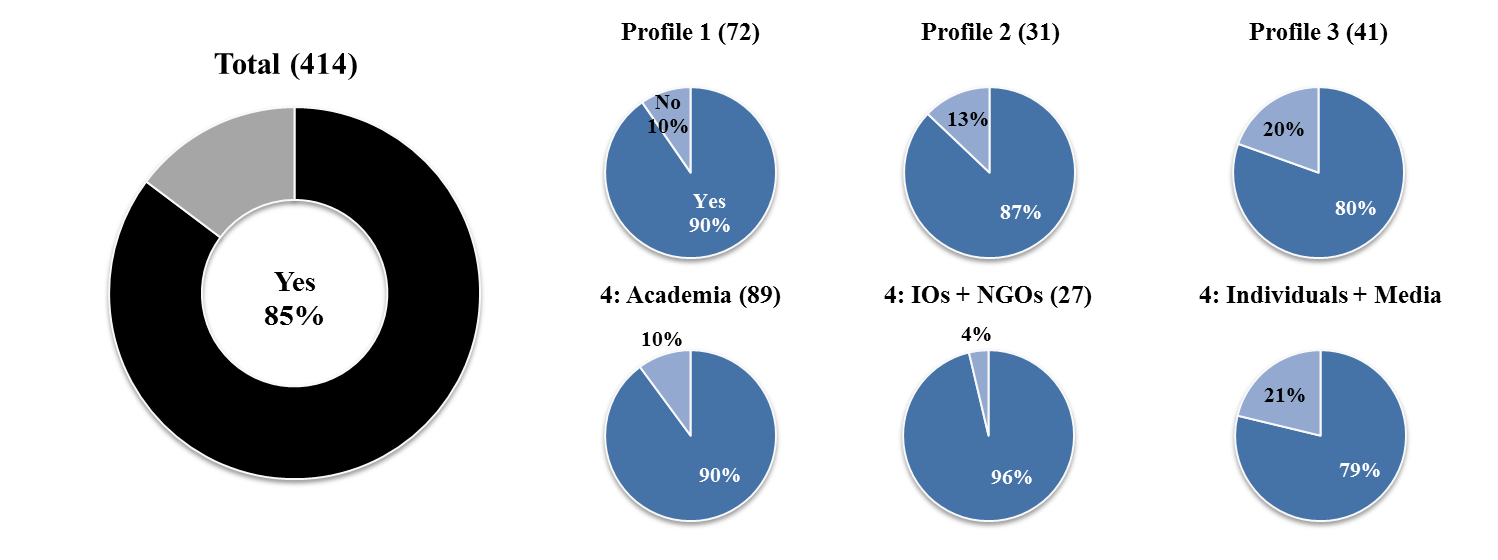 Total (414)
Yes
85%
Profile 1 (72)
No
10%
Yes
90%
Profile 2 (31)
13%
87%
Profile 3 (41)
20%
80%
4: Academia (89)
10%
90%
4: IOs + NGOs (27)
4%
96%
4: Individuals + Media
21%
79%